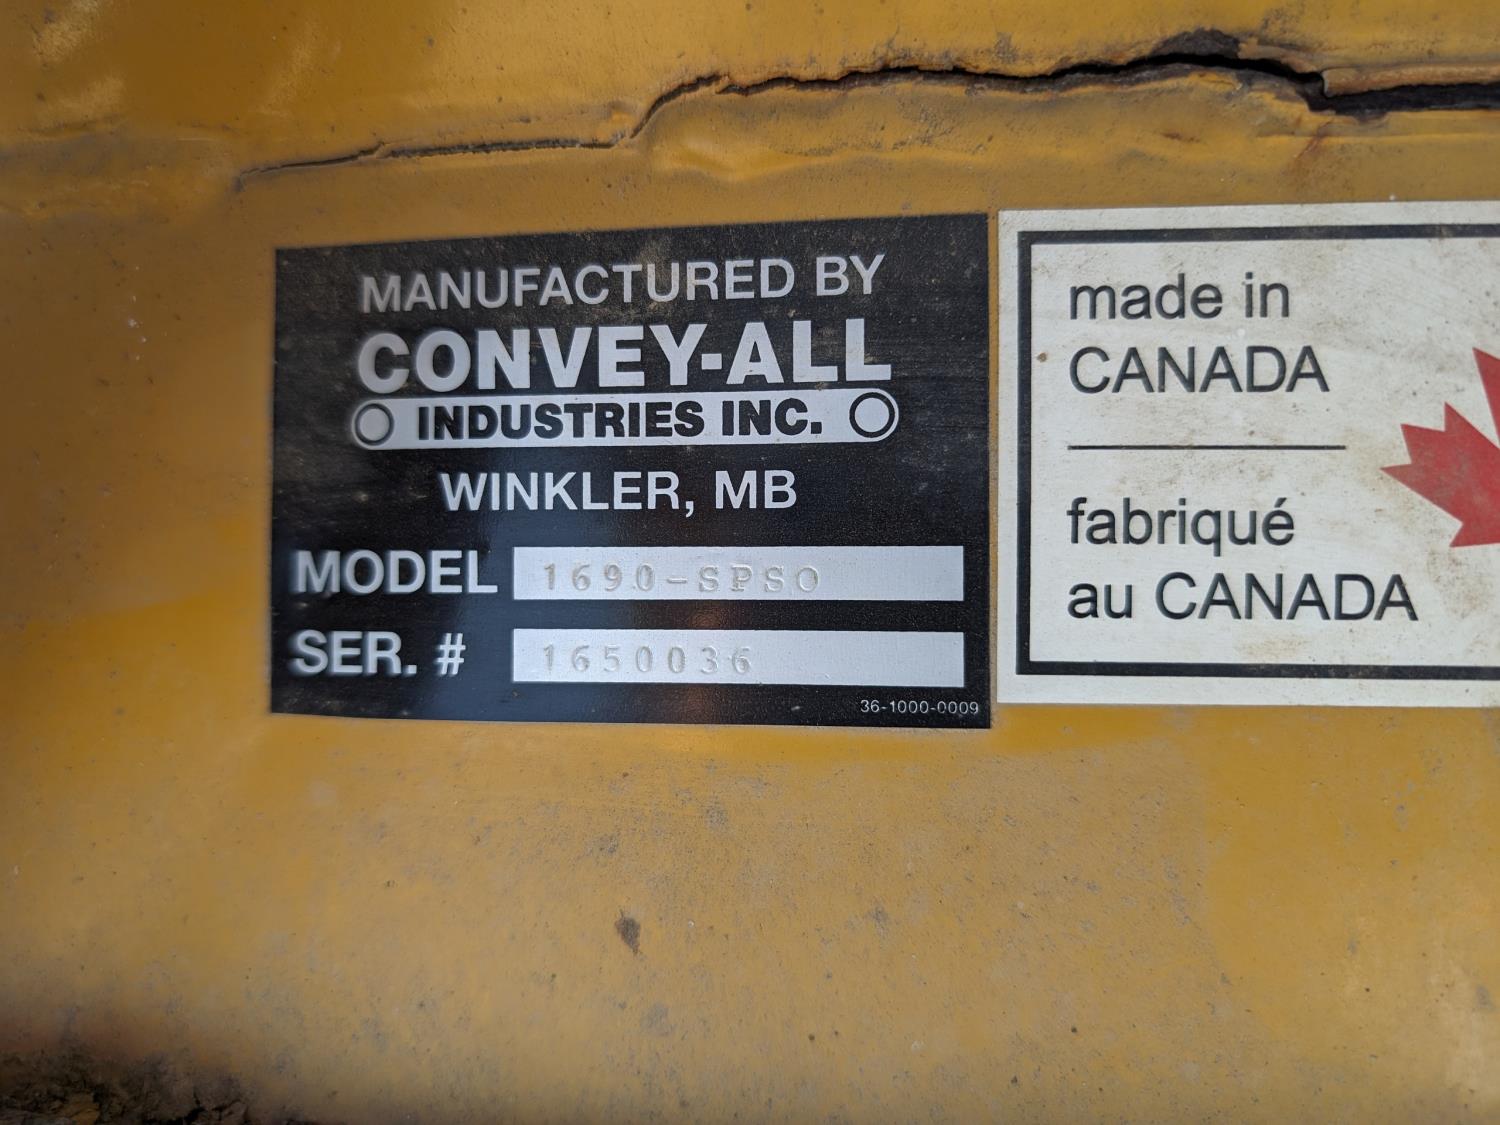 MANUFACTURED BY
CONVEY-ALL
INDUSTRIES INC.
WINKLER, MB
MODEL 1690-SPSO
SER. # 1650036
36-1000-0009
made in
CANADA
fabriqué
au CANADA